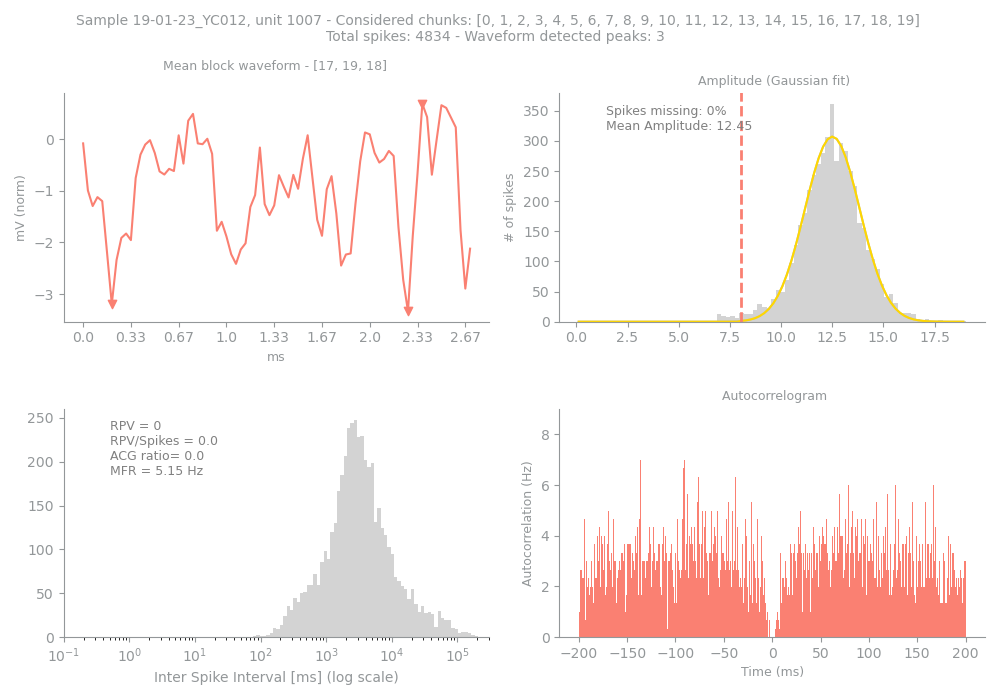 Sample 19-01-23_YC012, unit 1007 - Considered chunks: [0, 1, 2, 3, 4, 5, 6, 7, 8, 9, 10, 11, 12, 13, 14, 15, 16, 17, 18, 19]
Total spikes: 4834 - Waveform detected peaks: 3
Mean block waveform - [17, 19, 18]
mV (norm)
0
−1
−2
−3
0.0 0.33 0.67 1.0 1.33 1.67 2.0 2.33 2.67
ms
Amplitude (Gaussian fit)
Spikes missing: 0%
Mean Amplitude: 12.45
# of spikes
350
300
250
200
150
100
50
0
0.0 2.5 5.0 7.5 10.0 12.5 15.0 17.5
RPV = 0
RPV/Spikes = 0.0
ACG ratio= 0.0
MFR = 5.15 Hz
250
200
150
100
50
0
10⁻¹ 10⁰ 10¹ 10² 10³ 10⁴ 10⁵
Inter Spike Interval [ms] (log scale)
Autocorrelogram
Autocorrelation (Hz)
8
6
4
2
0
−200 −150 −100 −50 0 50 100 150 200
Time (ms)